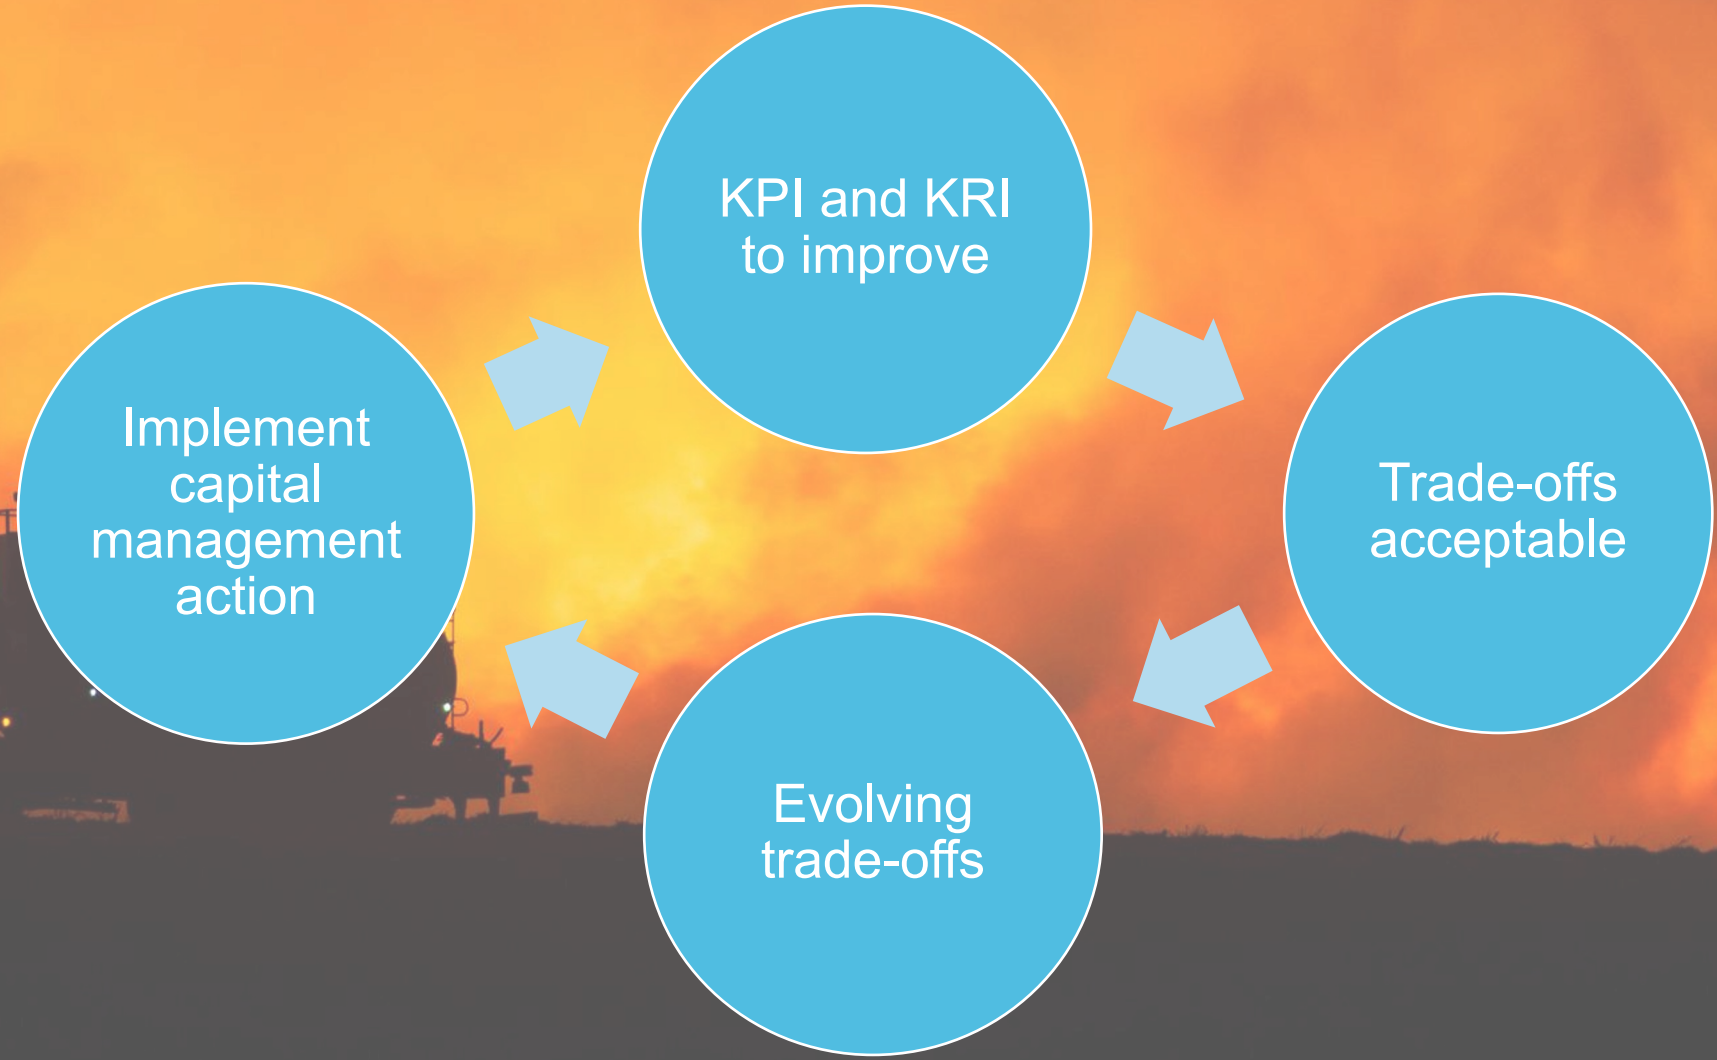 KPI and KRI
to improve
Trade-offs
acceptable
Evolving
trade-offs
Implement
capital
management
action